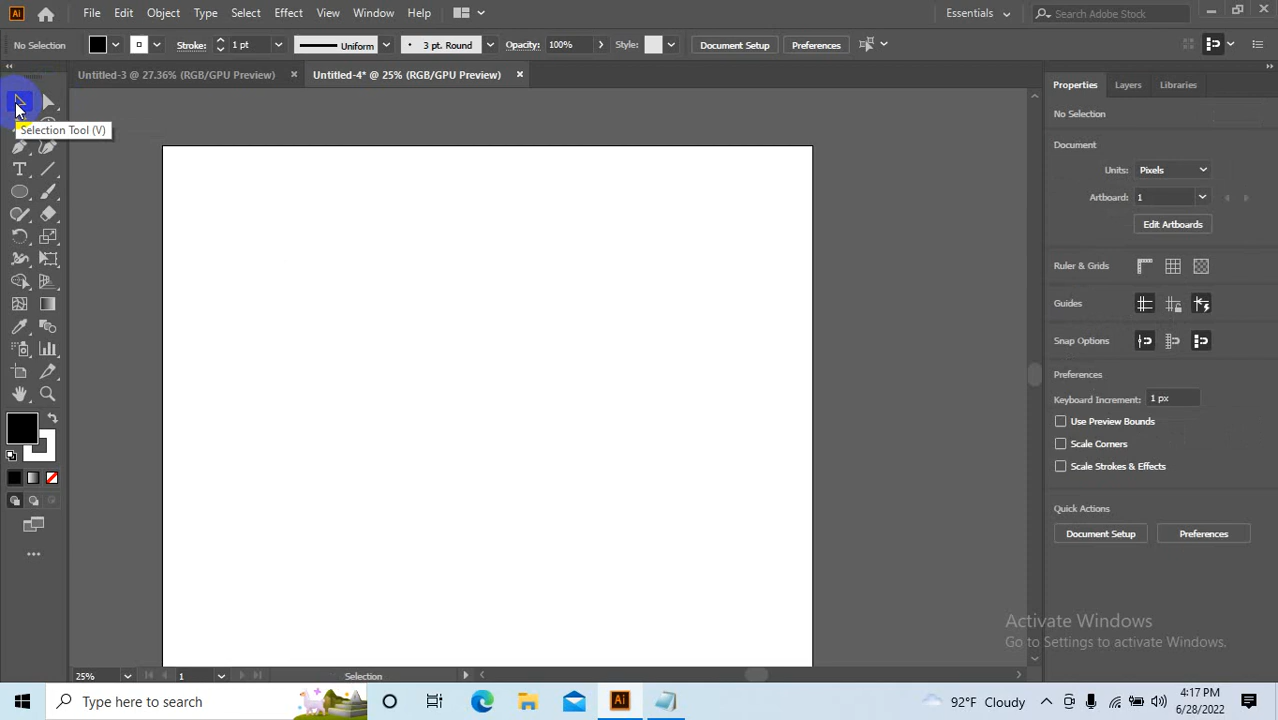 Ai File Edit Object Type Select Effect View Window Help Essentials Search Adobe Stock
No Selection Stroke: 1 pt Uniform 3 pt. Round Opacity: 100% Style: Document Setup Preferences
Untitled-3 @ 27.36% (RGB/GPU Preview) Untitled-4* @ 25% (RGB/GPU Preview)
Selection Tool (V)
Properties Layers Libraries
No Selection
Document
Units: Pixels
Artboard: 1
Edit Artboards
Ruler & Grids
Guides
Snap Options
Preferences
Keyboard Increment: 1 px
Use Preview Bounds
Scale Corners
Scale Strokes & Effects
Quick Actions
Document Setup Preferences
Activate Windows
Go to Settings to activate Windows.
25% 1 Selection
Type here to search Ai 92°F Cloudy 4:17 PM
6/28/2022